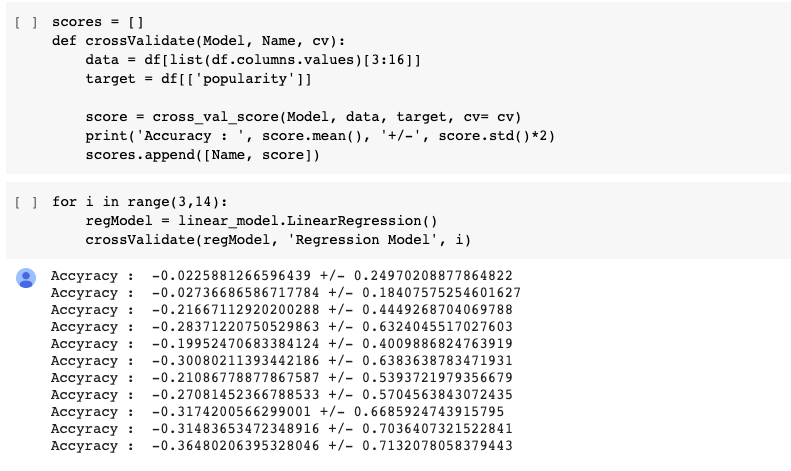 [ ] scores = []
def crossValidate(Model, Name, cv):
data = df[list(df.columns.values)[3:16]]
target = df[['popularity']]
score = cross_val_score(Model, data, target, cv= cv)
print('Accuracy : ', score.mean(), '+/-', score.std()*2)
scores.append([Name, score])
[ ] for i in range(3,14):
regModel = linear_model.LinearRegression()
crossValidate(regModel, 'Regression Model', i)
Accyracy : -0.0225881266596439 +/- 0.24970208877864822
Accyracy : -0.02736686586717784 +/- 0.18407575254601627
Accyracy : -0.21667112920200288 +/- 0.4449268704069788
Accyracy : -0.28371220750529863 +/- 0.6324045517027603
Accyracy : -0.19952470683384124 +/- 0.4009886824763919
Accyracy : -0.30080211393442186 +/- 0.6383638783471931
Accyracy : -0.21086778877867587 +/- 0.5393721979356679
Accyracy : -0.27081452366788533 +/- 0.5704563843072435
Accyracy : -0.3174200566299001 +/- 0.6685924743915795
Accyracy : -0.31483653472348916 +/- 0.7036407321522841
Accyracy : -0.36480206395328046 +/- 0.7132078058379443